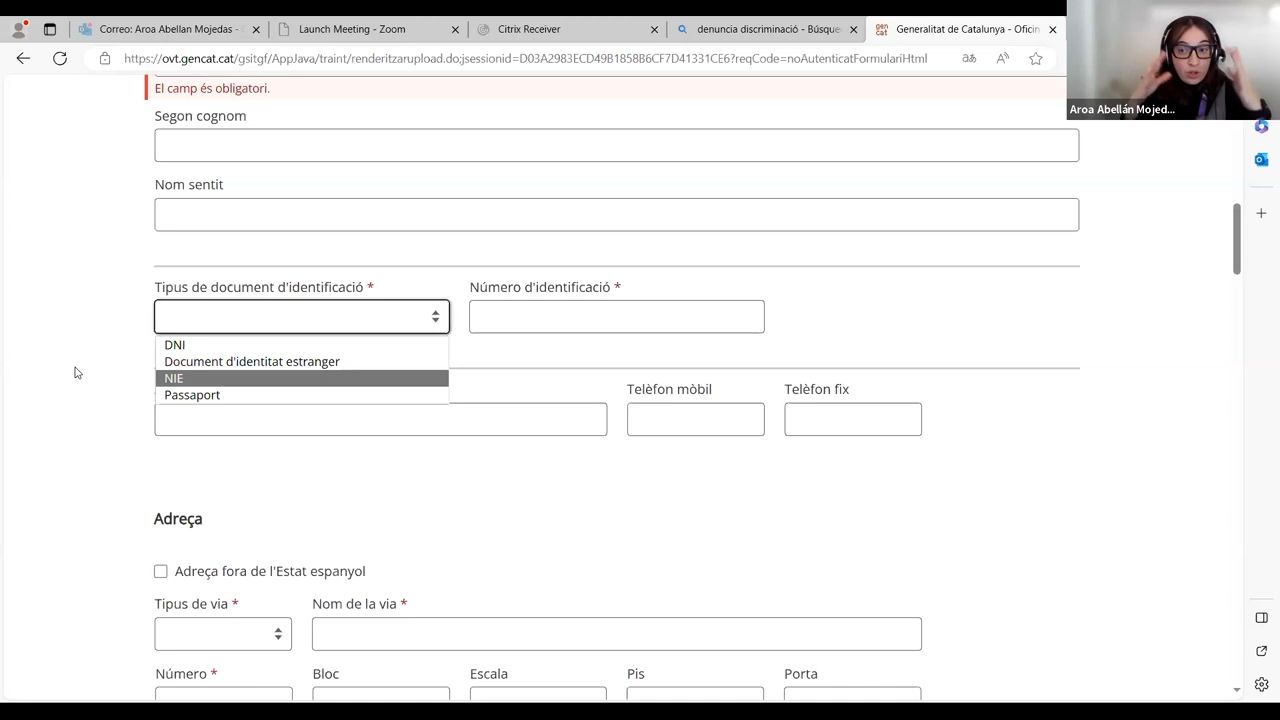 Correo: Aroa Abellan Mojedas -
Launch Meeting - Zoom
Citrix Receiver
denuncia discriminació - Búsque
gen
cat
Generalitat de Catalunya - Oficin
https://ovt.gencat.cat/gsitgf/AppJava/traint/renderitzarupload.do;jsessi
=D03A2983ECD49B1858B6CF7D41331CE6?reqCode=noAutenticatFormulariHtml
Aroa Abellán Mojed...
El camp és obligatori.
Segon cognom
Nom sentit
Tipus de document d'identificació *
Número d'identificació *
DNI
Document d'identitat estranger
NIE
Passaport
Telèfon mòbil
Telèfon fix
Adreça
Adreça fora de l'Estat espanyol
Tipus de via *
Nom de la via *
Número *
Bloc
Escala
Pis
Porta